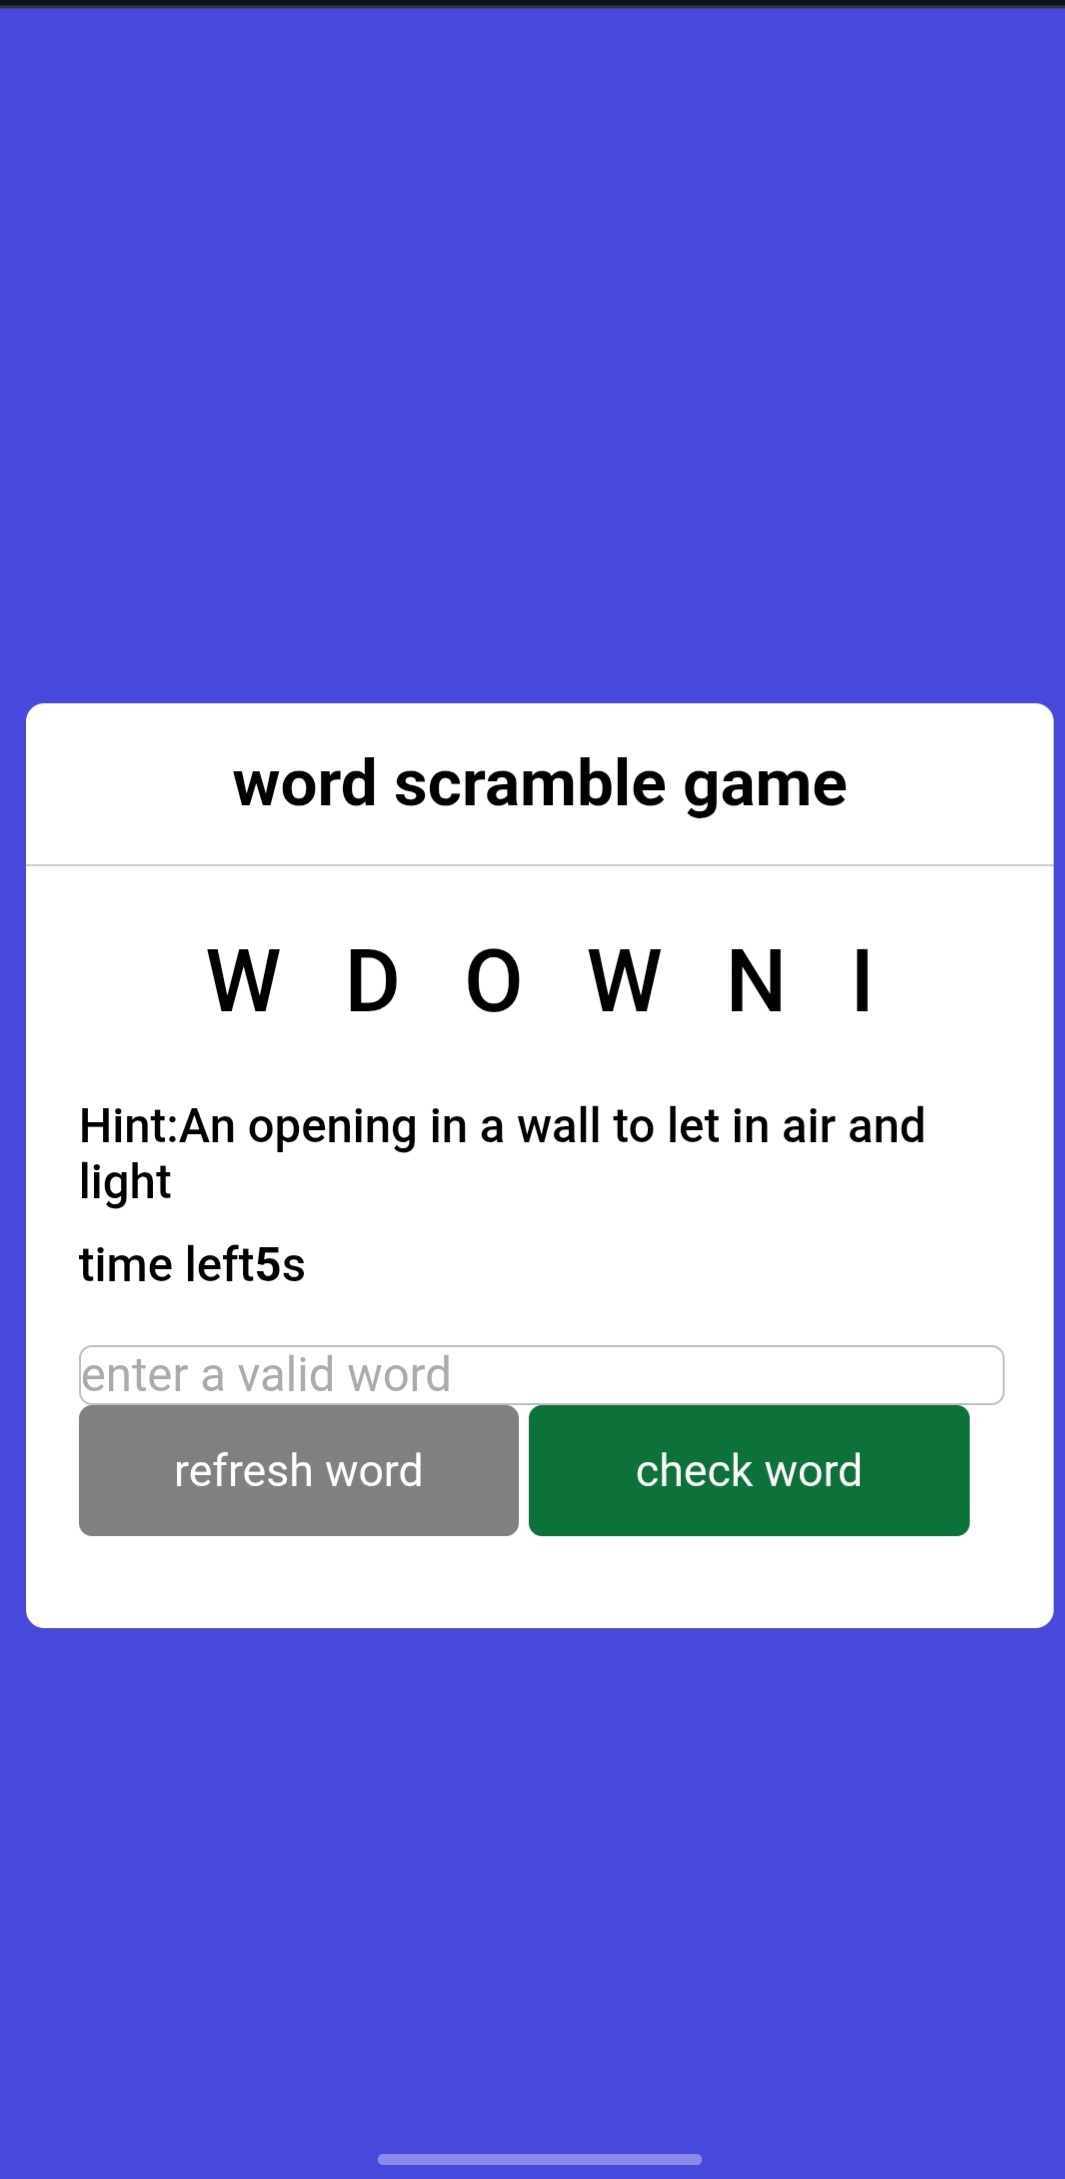 word scramble game
W D O W N I
Hint:An opening in a wall to let in air and
light
time left5s
enter a valid word
refresh word check word